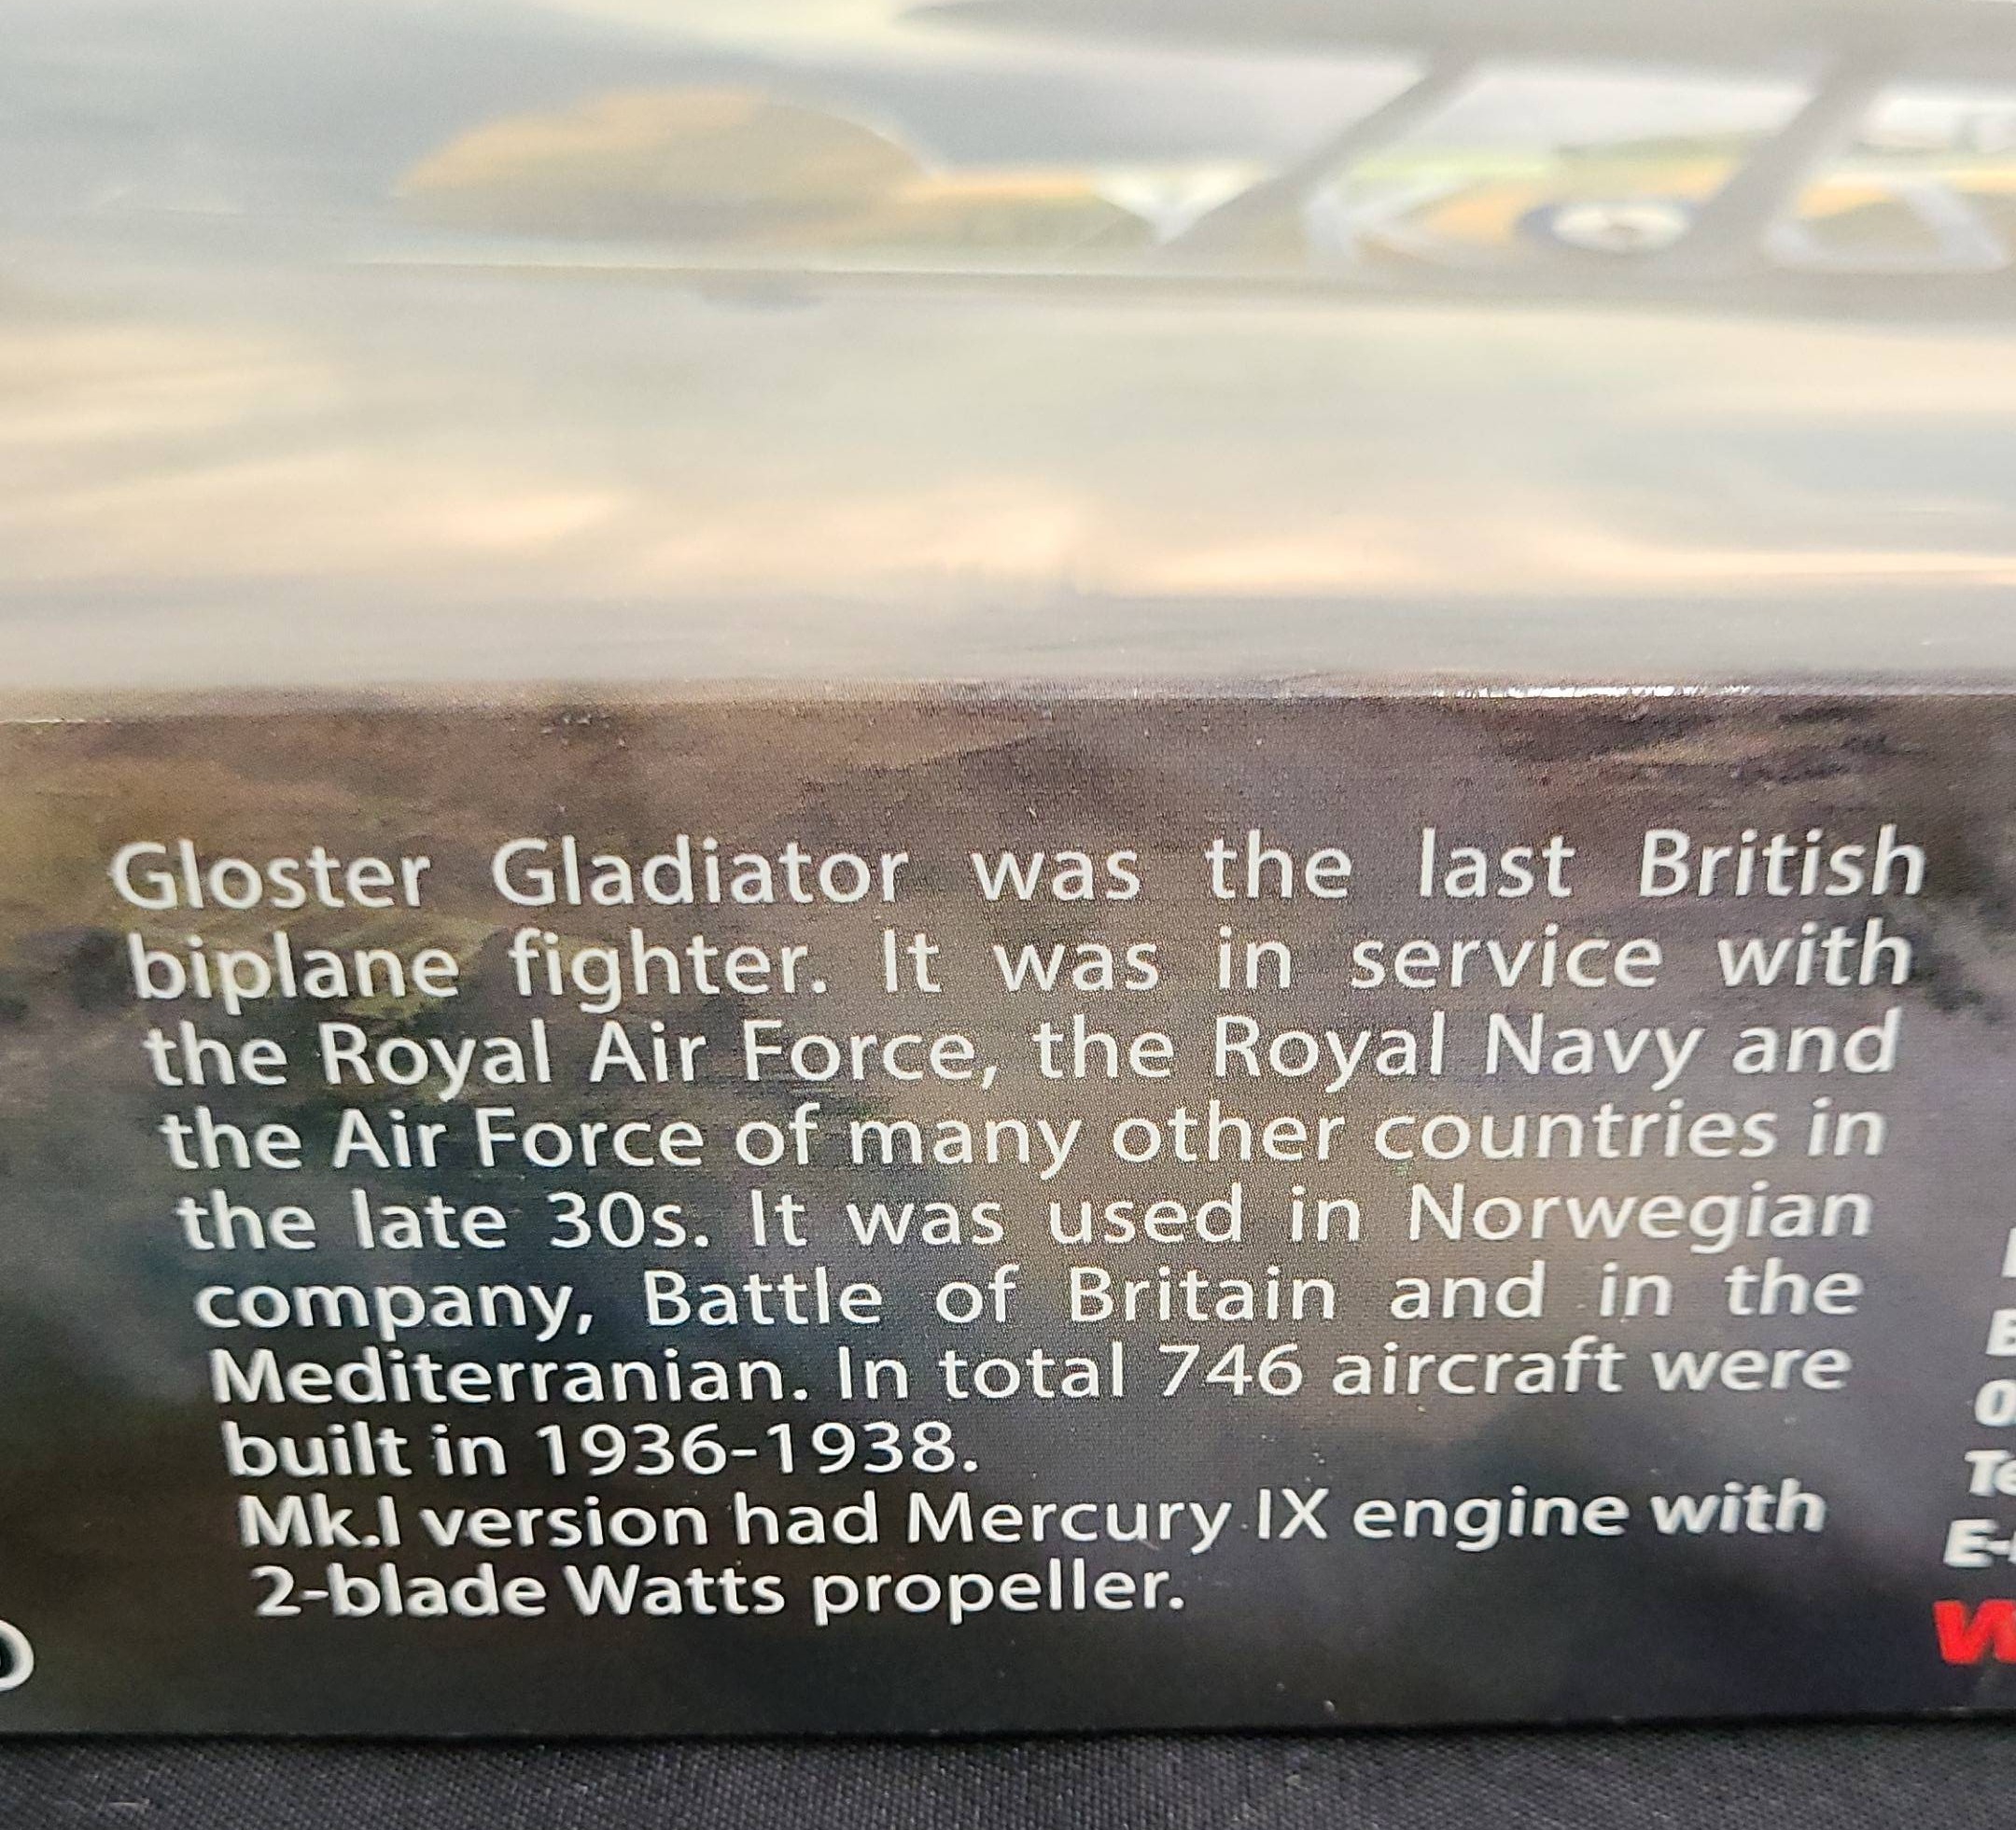 YK O
Gloster Gladiator was the last British
biplane fighter. It was in service with
the Royal Air Force, the Royal Navy and
the Air Force of many other countries in
the late 30s. It was used in Norwegian
company, Battle of Britain and in the
Mediterranian. In total 746 aircraft were
built in 1936-1938.
Mk.I version had Mercury IX engine with
2-blade Watts propeller.